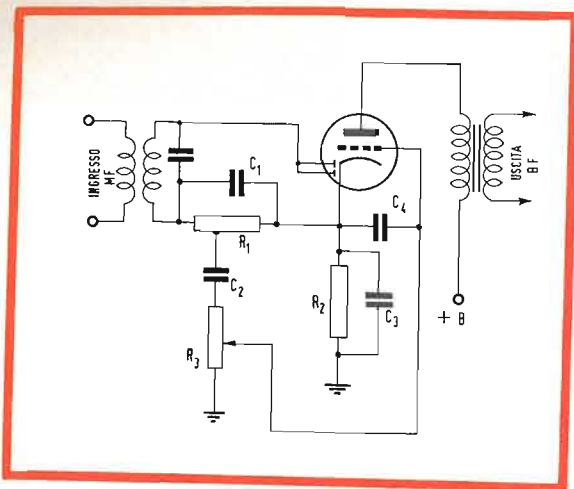 INGRESSO
MF
C1
R1
C2
R3
C4
R2
C3
USCITA
BF
+ B